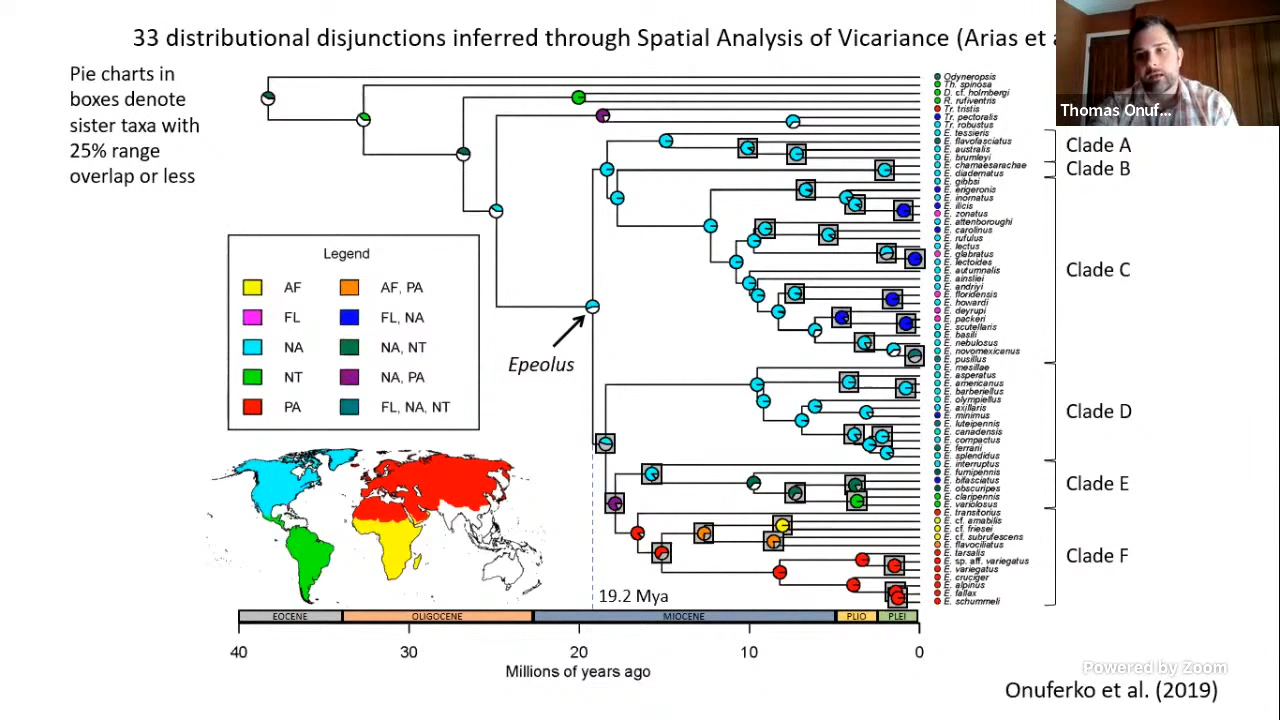 33 distributional disjunctions inferred through Spatial Analysis of Vicariance (Arias et
Pie charts in
boxes denote
sister taxa with
25% range
overlap or less
Thomas Onuf...
Odyneropsis
Th. spinosa
D. cf. holmbergi
R. rufiventris
Tr. tristis
Tr. pectoralis
Tr. robustus
E. tessieris
E. flavofasciatus
E. australis
E. brumleyi
E. chamaesarachae
E. diadematus
E. gibbsi
E. erigeronis
E. inornatus
E. ilicis
E. zonatus
E. attenboroughi
E. carolinus
E. rufulus
E. lectus
E. glabratus
E. lectoides
E. autumnalis
E. ainsliei
E. andriyi
E. floridensis
E. howardi
E. deyrupi
E. packeri
E. scutellaris
E. basili
E. nebulosus
E. novomexicanus
E. pusillus
E. mesillae
E. asperatus
E. americanus
E. barberiellus
E. olympiellus
E. axillaris
E. minimus
E. luteipennis
E. canadensis
E. compactus
E. ferrarii
E. splendidus
E. interruptus
E. fumipennis
E. bifasciatus
E. obscuripes
E. claripennis
E. variolosus
E. transitorius
E. cf. amabilis
E. cf. friesei
E. cf. subrufescens
E. flavociliatus
E. tarsalis
E. sp. aff. variegatus
E. variegatus
E. cruciger
E. alpinus
E. fallax
E. schummeli
Clade A
Clade B
Clade C
Clade D
Clade E
Clade F
Legend
AF
AF, PA
FL
FL, NA
NA
NA, NT
NT
NA, PA
PA
FL, NA, NT
Epeolus
19.2 Mya
EOCENE
OLIGOCENE
MIOCENE
PLIO
PLEI
40
30
20
10
0
Millions of years ago
Powered by Zoom
Onuferko et al. (2019)